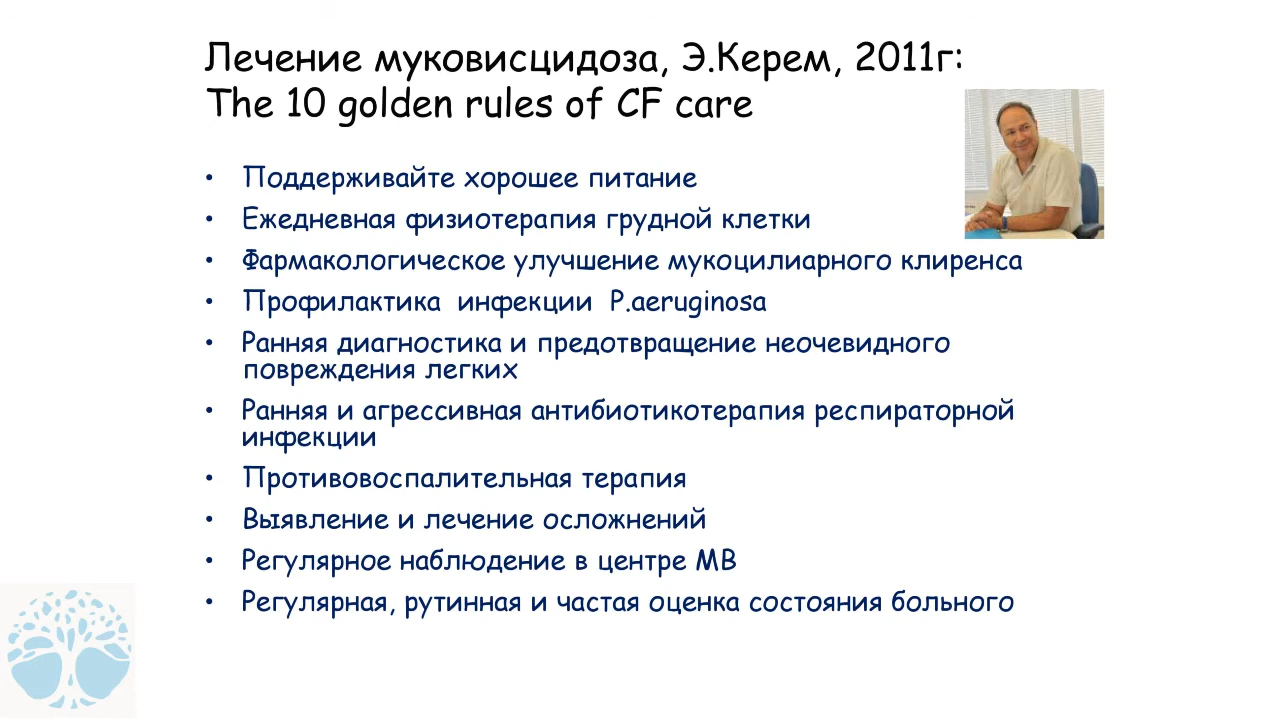 Лечение муковисцидоза, Э.Керем, 2011г:
The 10 golden rules of CF care
• Поддерживайте хорошее питание
• Ежедневная физиотерапия грудной клетки
• Фармакологическое улучшение мукоцилиарного клиренса
• Профилактика инфекции P.aeruginosa
• Ранняя диагностика и предотвращение неочевидного
повреждения легких
• Ранняя и агрессивная антибиотикотерапия респираторной
инфекции
• Противовоспалительная терапия
• Выявление и лечение осложнений
• Регулярное наблюдение в центре МВ
• Регулярная, рутинная и частая оценка состояния больного